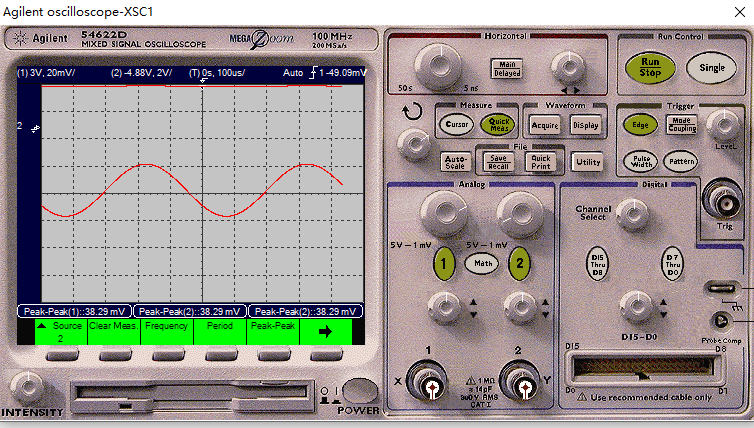 Agilent oscilloscope-XSC1
Agilent
54622D
MIXED SIGNAL OSCILLOSCOPE
MEGA Zoom
100 MHz
200 MSa/s
(1) 3V, 20mV/
(2) -4.88V, 2V/
(T) 0s, 100us/
Auto
1 -49.09mV
2
Peak-Peak(1)::38.29 mV
Peak-Peak(2)::38.29 mV
Peak-Peak(2)::38.29 mV
Source
2
Clear Meas.
Frequency
Period
Peak-Peak
INTENSITY
POWER
Horizontal
50 s
5 ns
Main
Delayed
Run Control
Run
Stop
Single
Measure
Cursor
Quick
Meas
Waveform
Acquire
Display
Trigger
Edge
Mode
Coupling
Level
Pulse
Width
Pattern
Trig
Auto-
Scale
File
Save
Recall
Quick
Print
Utility
Analog
5 V – 1 mV
5 V – 1 mV
1
Math
2
Digital
Channel
Select
D15
Thru
D8
D7
Thru
D0
D15-D0
Probe Comp
1
X
2
Y
⚠ 1 MΩ
≈ 14pF
300 V RMS
CAT I
D15
D8
D0
D1
⚠ Use recommended cable only